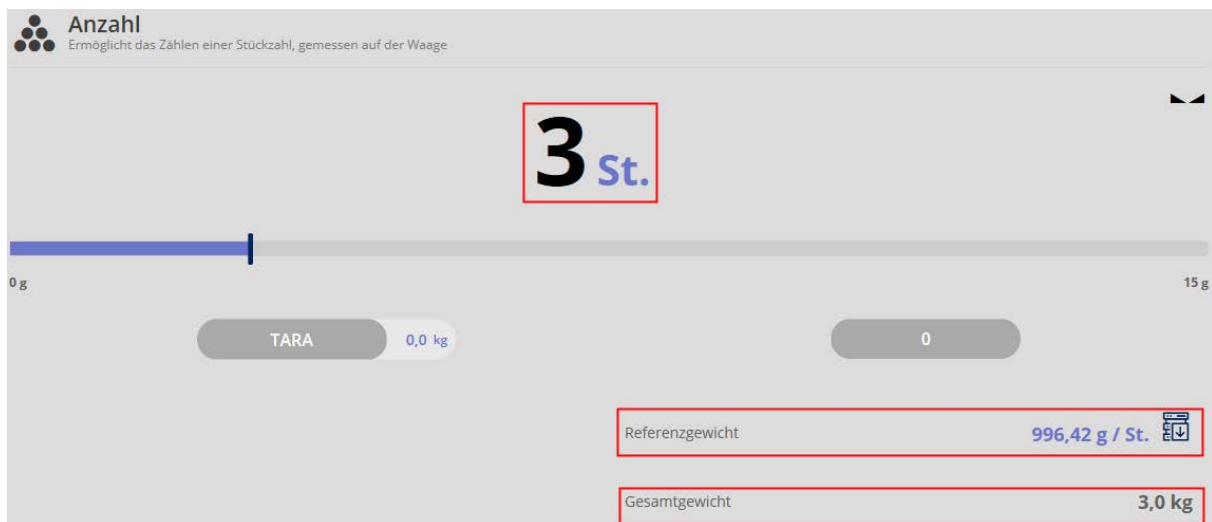 Anzahl
Ermöglicht das Zählen einer Stückzahl, gemessen auf der Waage
3 St.
0 g
15 g
TARA
0,0 kg
0
Referenzgewicht
996,42 g / St.
Gesamtgewicht
3,0 kg